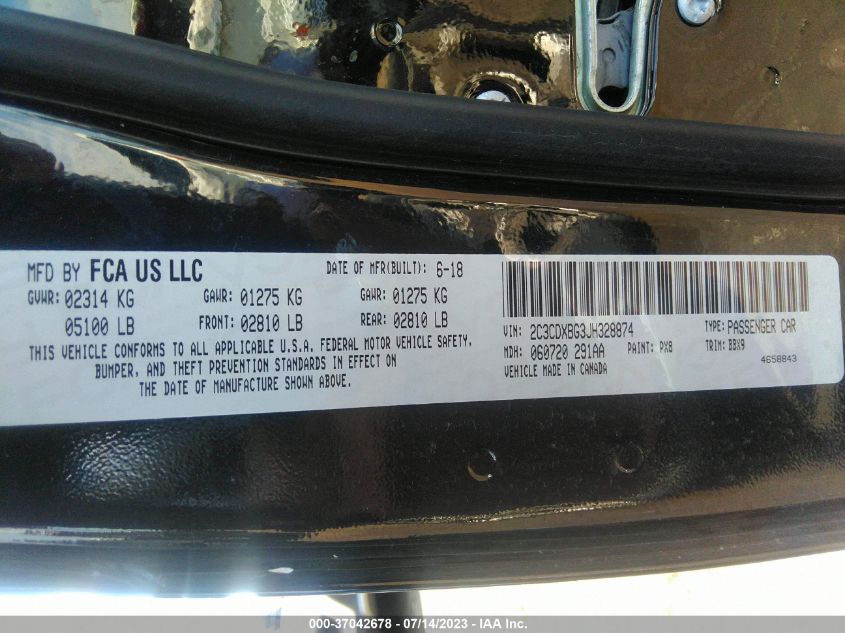 MFD BY FCA US LLC DATE OF MFR(BUILT): 6-18
GVWR: 02314 KG GAWR: 01275 KG GAWR: 01275 KG
05100 LB FRONT: 02810 LB REAR: 02810 LB
THIS VEHICLE CONFORMS TO ALL APPLICABLE U.S.A. FEDERAL MOTOR VEHICLE SAFETY,
BUMPER, AND THEFT PREVENTION STANDARDS IN EFFECT ON
THE DATE OF MANUFACTURE SHOWN ABOVE.
VIN: 2C3CDXBG3JH328874 TYPE: PASSENGER CAR
MDH: 060720 291AA PAINT: PX8 TRIM: BBX9
VEHICLE MADE IN CANADA 4658843
000-37042678 - 07/14/2023 - IAA Inc.